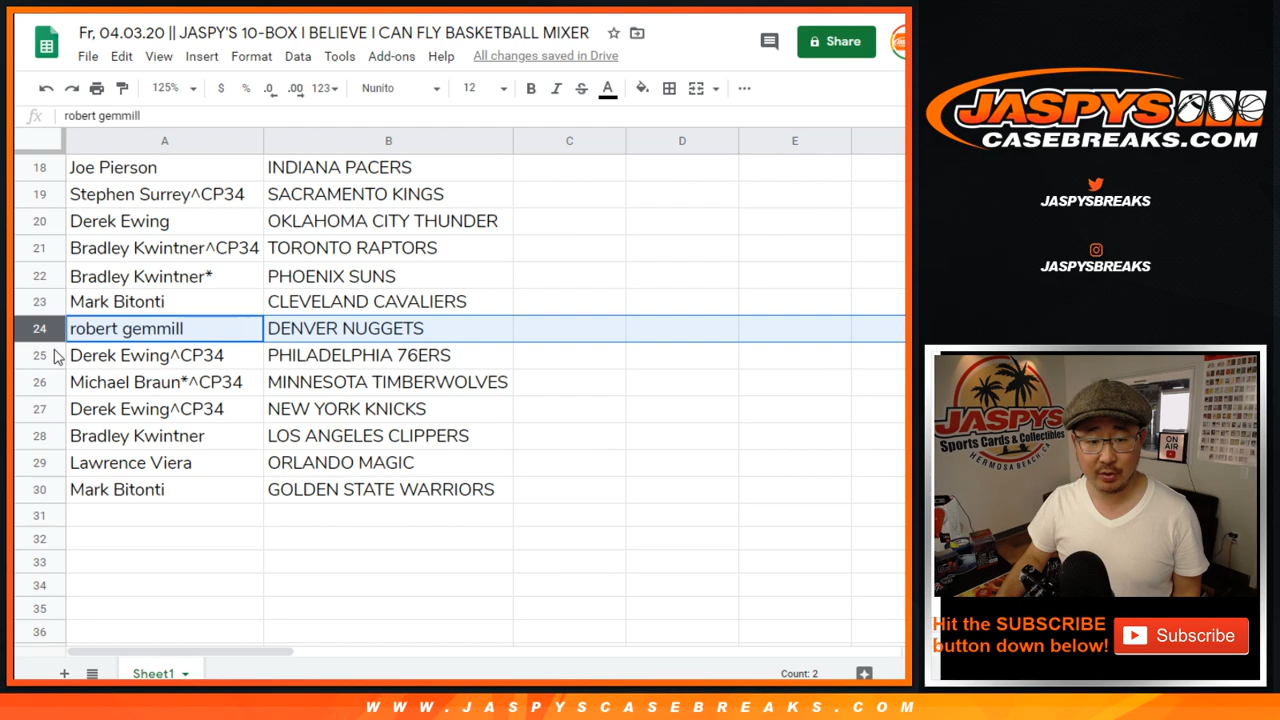 Fr, 04.03.20 || JASPY'S 10-BOX I BELIEVE I CAN FLY BASKETBALL MIXER
Share
File Edit View Insert Format Data Tools Add-ons Help All changes saved in Drive
125% $ % .0 .00 123 Nunito 12 B I S A
fx robert gemmill
A B C D E
18 Joe Pierson INDIANA PACERS
19 Stephen Surrey^CP34 SACRAMENTO KINGS
20 Derek Ewing OKLAHOMA CITY THUNDER
21 Bradley Kwintner^CP34 TORONTO RAPTORS
22 Bradley Kwintner* PHOENIX SUNS
23 Mark Bitonti CLEVELAND CAVALIERS
24 robert gemmill DENVER NUGGETS
25 Derek Ewing^CP34 PHILADELPHIA 76ERS
26 Michael Braun*^CP34 MINNESOTA TIMBERWOLVES
27 Derek Ewing^CP34 NEW YORK KNICKS
28 Bradley Kwintner LOS ANGELES CLIPPERS
29 Lawrence Viera ORLANDO MAGIC
30 Mark Bitonti GOLDEN STATE WARRIORS
31
32
33
34
35
36
Sheet1 Count: 2
JASPYS
CASEBREAKS.COM
JASPYSBREAKS
JASPYSBREAKS
JASPYS
Sports Cards & Collectibles
HERMOSA BEACH, CA
ON AIR
Hit the SUBSCRIBE
button down below!
Subscribe
WWW.JASPYSCASEBREAKS.COM